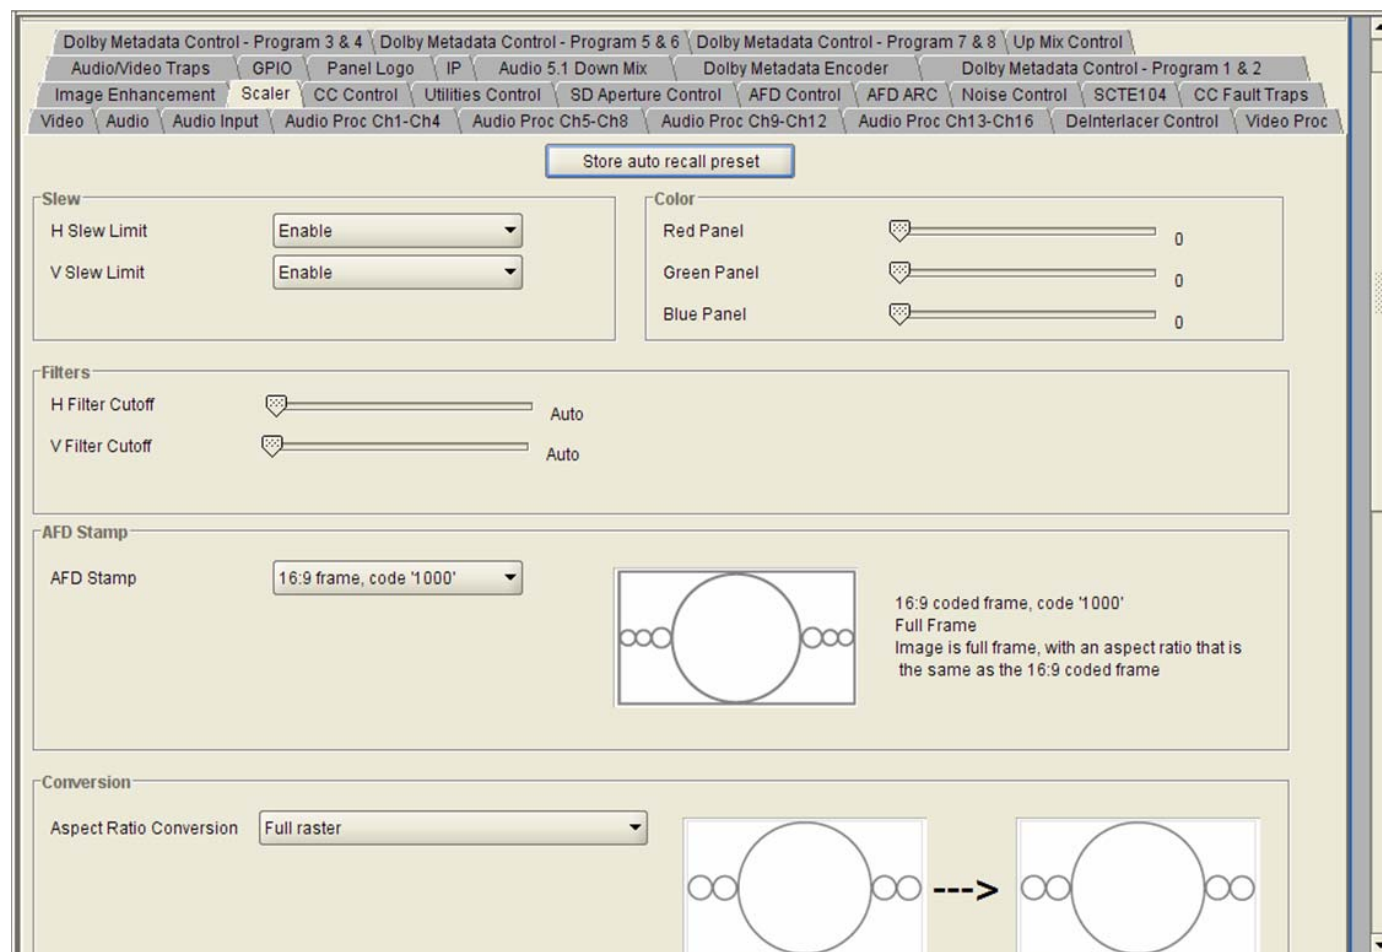 Dolby Metadata Control - Program 3 & 4 Dolby Metadata Control - Program 5 & 6 Dolby Metadata Control - Program 7 & 8 Up Mix Control
Audio/Video Traps GPIO Panel Logo IP Audio 5.1 Down Mix Dolby Metadata Encoder Dolby Metadata Control - Program 1 & 2
Image Enhancement Scaler CC Control Utilities Control SD Aperture Control AFD Control AFD ARC Noise Control SCTE104 CC Fault Traps
Video Audio Audio Input Audio Proc Ch1-Ch4 Audio Proc Ch5-Ch8 Audio Proc Ch9-Ch12 Audio Proc Ch13-Ch16 DeInterlacer Control Video Proc
Store auto recall preset
Slew
H Slew Limit Enable
V Slew Limit Enable
Color
Red Panel 0
Green Panel 0
Blue Panel 0
Filters
H Filter Cutoff Auto
V Filter Cutoff Auto
AFD Stamp
AFD Stamp 16:9 frame, code '1000'
16:9 coded frame, code '1000'
Full Frame
Image is full frame, with an aspect ratio that is
the same as the 16:9 coded frame
Conversion
Aspect Ratio Conversion Full raster
--->